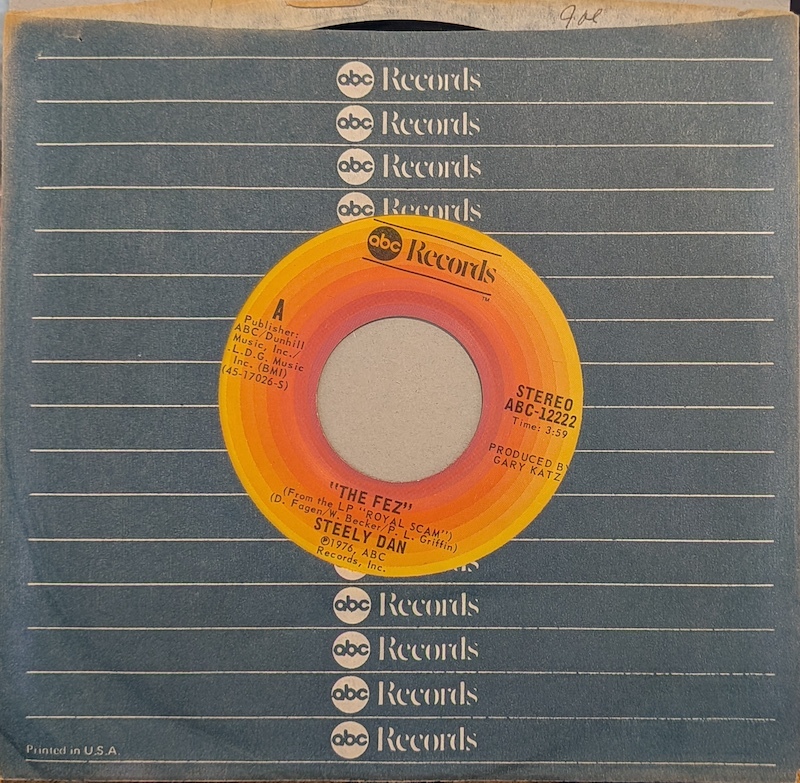 abc Records
abc Records
abc Records
abc Records
abc Records
TM
A
Publisher:
ABC/Dunhill
Music, Inc./
-L.D.G. Music
Inc. (BMI)
(45-17026-S)
STEREO
ABC-12222
Time: 3:59
PRODUCED BY
GARY KATZ
"THE FEZ"
(From the LP "ROYAL SCAM")
(D. Fagen/W. Becker/P. L. Griffin)
STEELY DAN
℗1976, ABC
Records, Inc.
abc Records
abc Records
abc Records
abc Records
Printed in U.S.A.